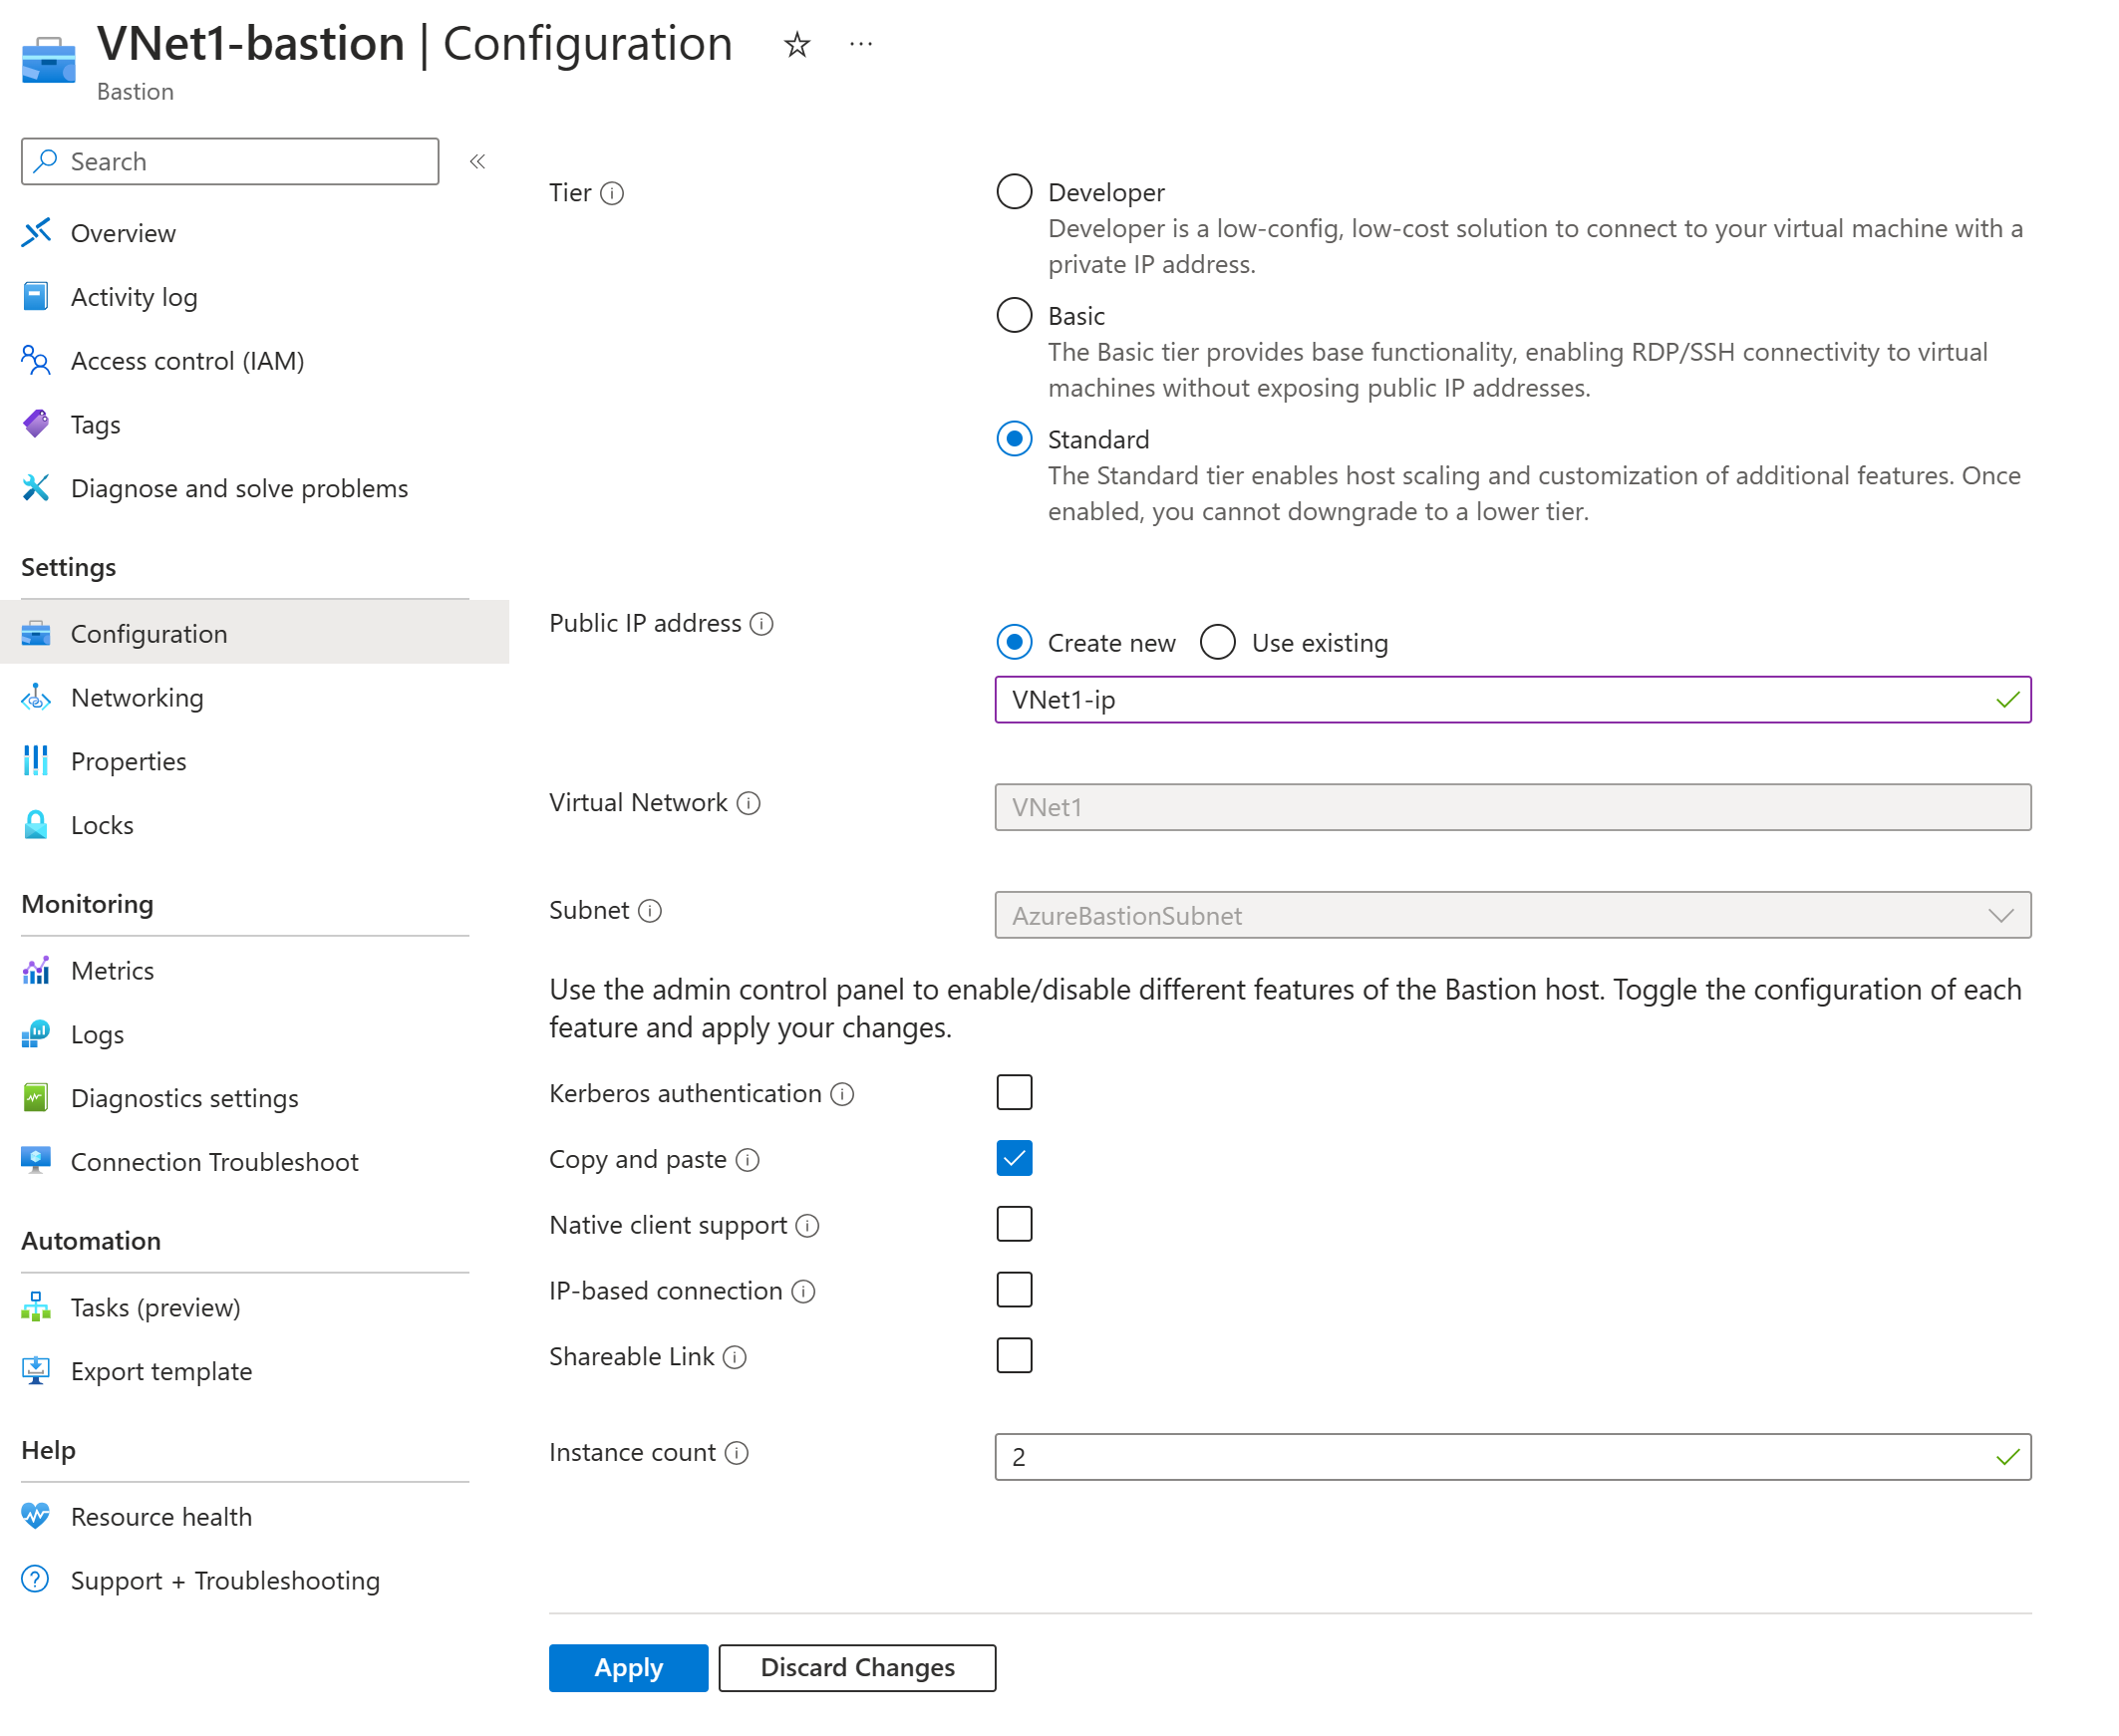 VNet1-bastion | Configuration
Bastion
Search
Overview
Activity log
Access control (IAM)
Tags
Diagnose and solve problems
Settings
Configuration
Networking
Properties
Locks
Monitoring
Metrics
Logs
Diagnostics settings
Connection Troubleshoot
Automation
Tasks (preview)
Export template
Help
Resource health
Support + Troubleshooting
Tier
Developer
Developer is a low-config, low-cost solution to connect to your virtual machine with a
private IP address.
Basic
The Basic tier provides base functionality, enabling RDP/SSH connectivity to virtual
machines without exposing public IP addresses.
Standard
The Standard tier enables host scaling and customization of additional features. Once
enabled, you cannot downgrade to a lower tier.
Public IP address
Create new
Use existing
VNet1-ip
Virtual Network
VNet1
Subnet
AzureBastionSubnet
Use the admin control panel to enable/disable different features of the Bastion host. Toggle the configuration of each
feature and apply your changes.
Kerberos authentication
Copy and paste
Native client support
IP-based connection
Shareable Link
Instance count
2
Apply
Discard Changes